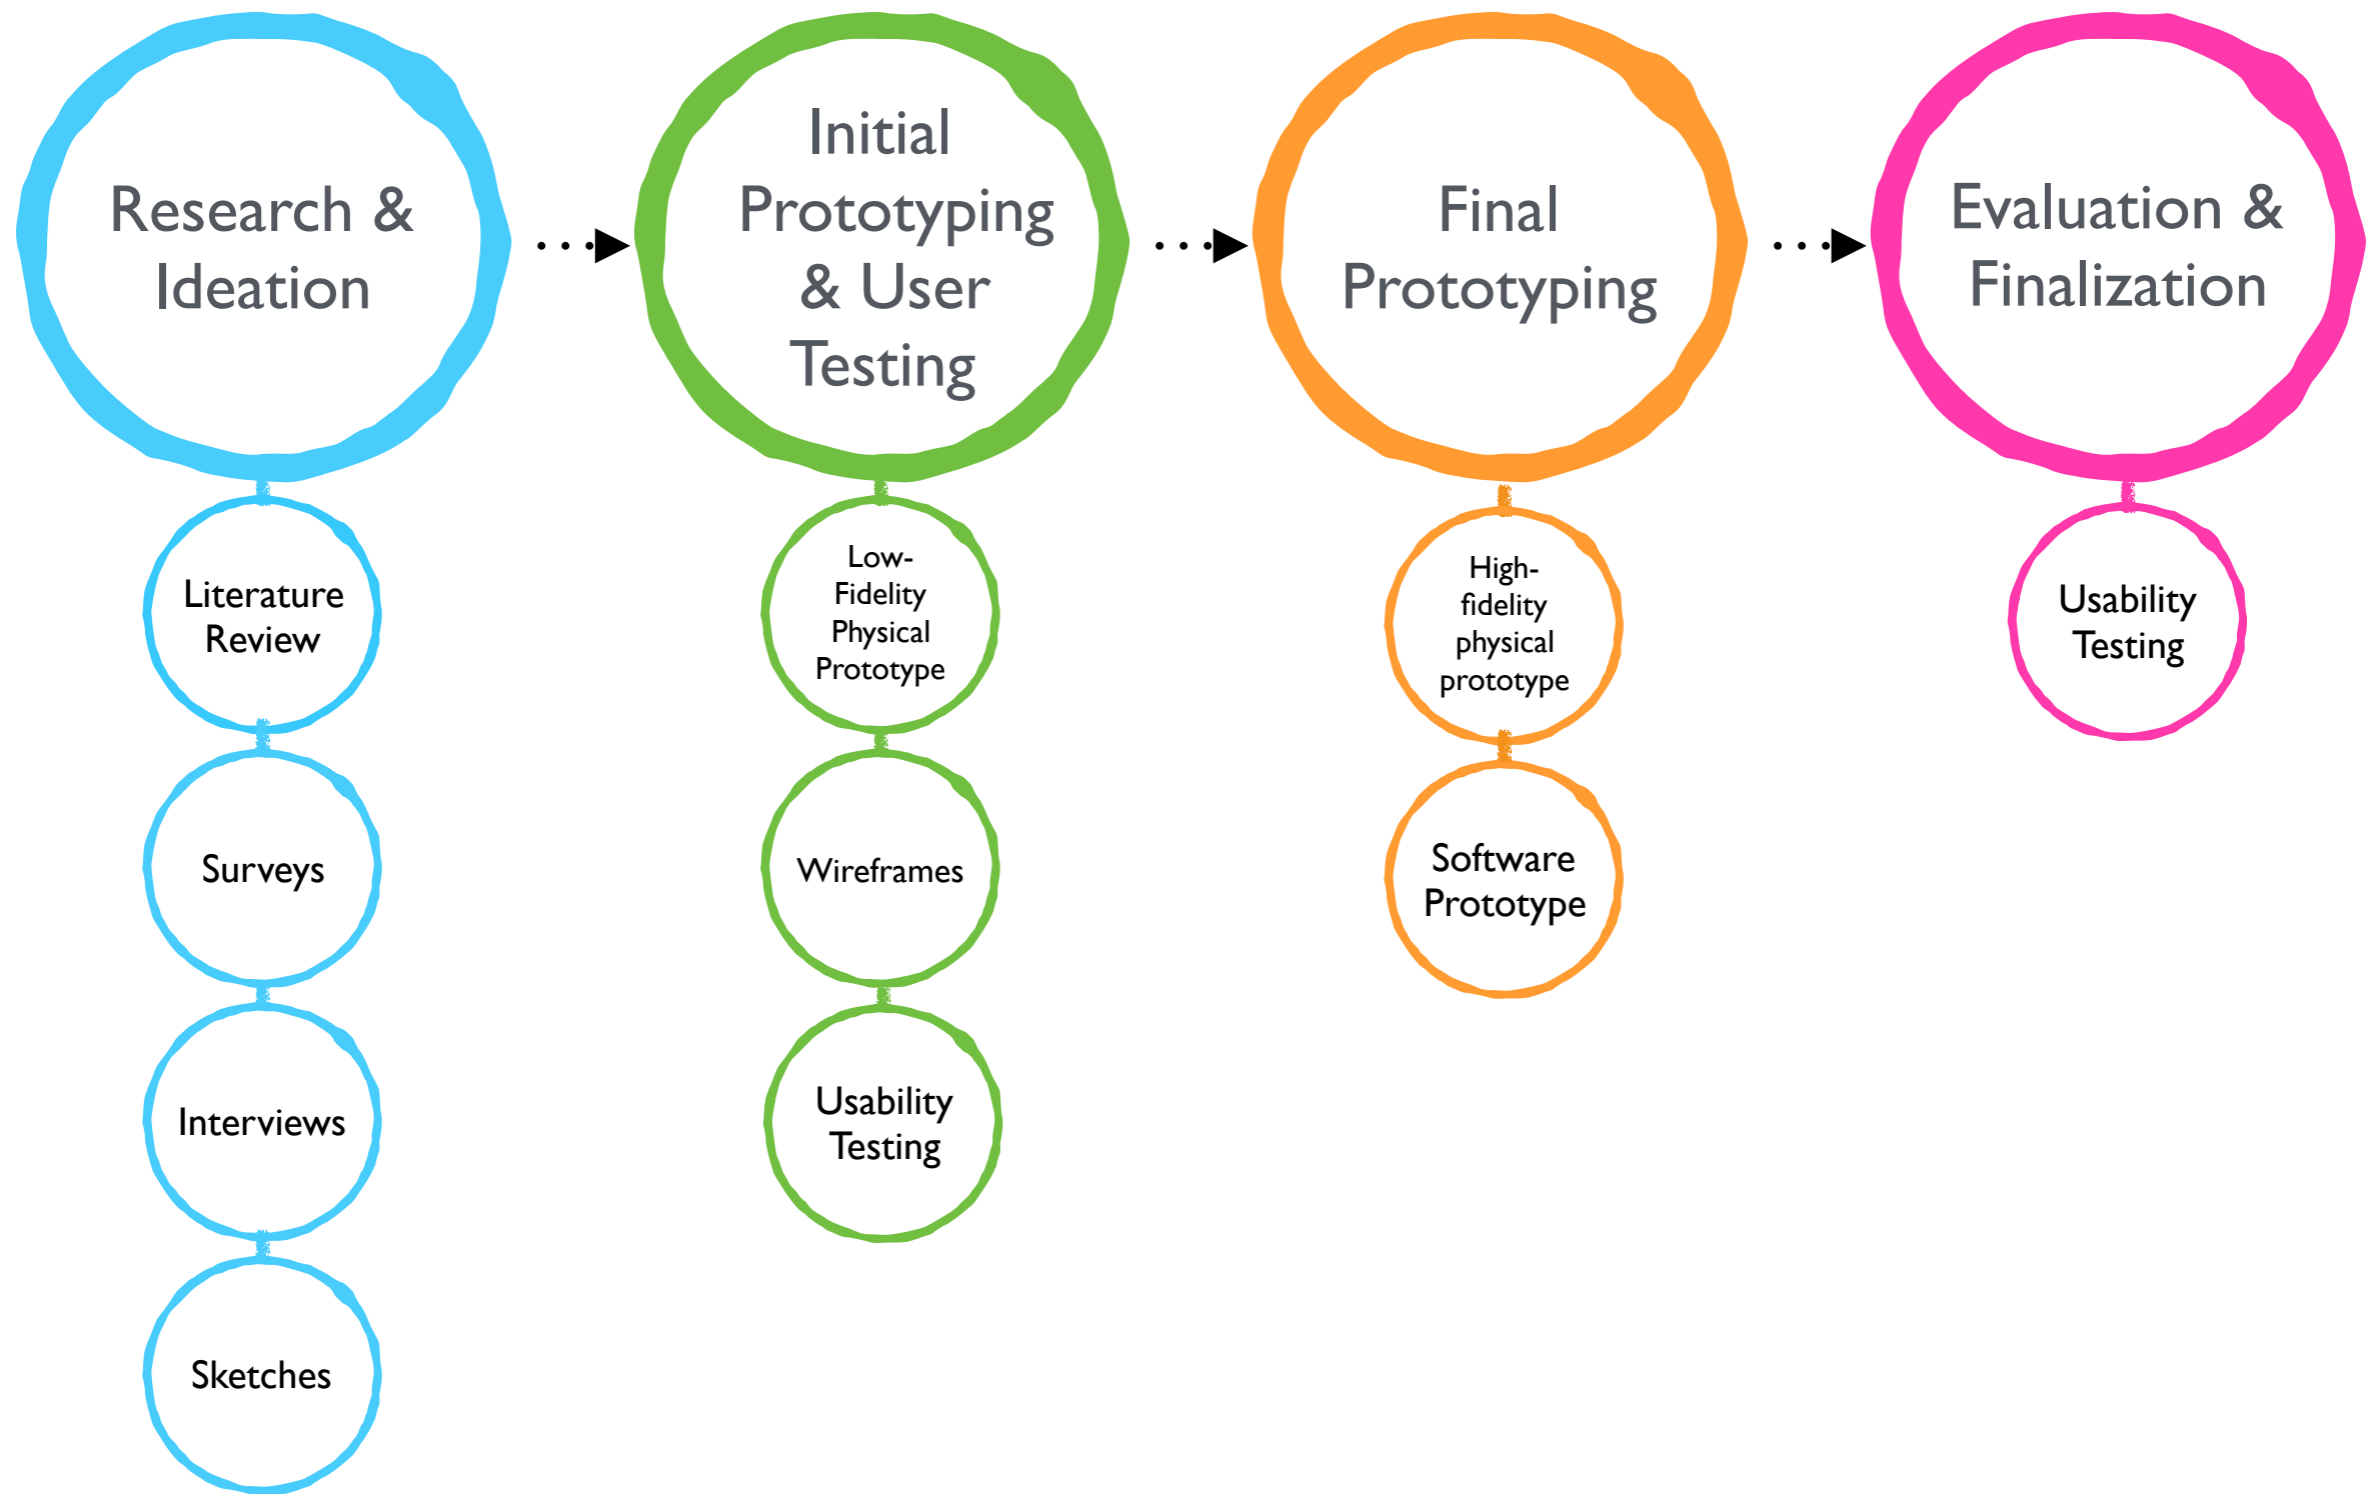 Research &
Ideation
Initial
Prototyping
& User
Testing
Final
Prototyping
Evaluation &
Finalization
Literature
Review
Surveys
Interviews
Sketches
Low-
Fidelity
Physical
Prototype
Wireframes
Usability
Testing
High-
fidelity
physical
prototype
Software
Prototype
Usability
Testing